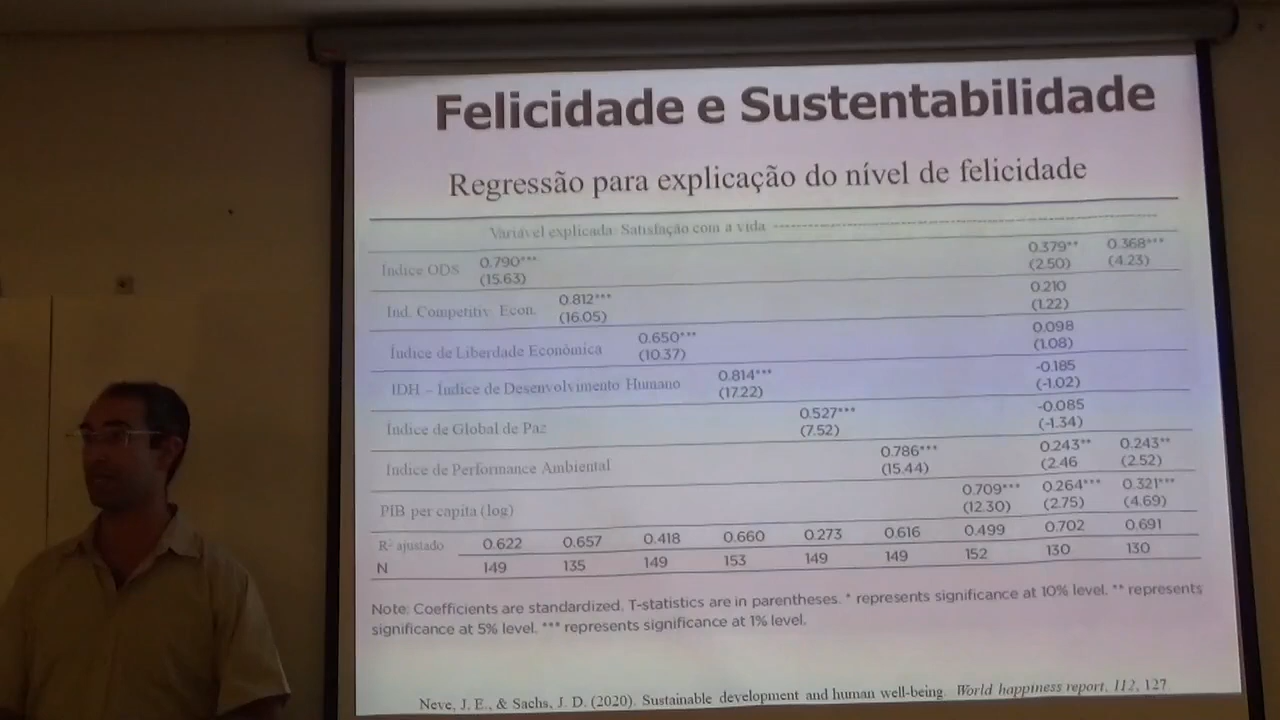 Felicidade e Sustentabilidade
Regressão para explicação do nível de felicidade
Variável explicada: Satisfação com a vida ----------------------------------------
Índice ODS 0.790*** 0.379** 0.368***
(15.63) (2.50) (4.23)
Ind. Competitiv. Econ. 0.812*** 0.210
(16.05) (1.22)
Índice de Liberdade Econômica 0.650*** 0.098
(10.37) (1.08)
IDH – Índice de Desenvolvimento Humano 0.814*** -0.185
(17.22) (-1.02)
Índice de Global de Paz 0.527*** -0.085
(7.52) (-1.34)
Índice de Performance Ambiental 0.786*** 0.243** 0.243**
(15.44) (2.46 (2.52)
PIB per capita (log) 0.709*** 0.264*** 0.321***
(12.30) (2.75) (4.69)
R² ajustado 0.622 0.657 0.418 0.660 0.273 0.616 0.499 0.702 0.691
N 149 135 149 153 149 149 152 130 130
Note: Coefficients are standardized. T-statistics are in parentheses. * represents significance at 10% level. ** represents
significance at 5% level. *** represents significance at 1% level.
Neve, J. E., & Sachs, J. D. (2020). Sustainable development and human well-being. World happiness report, 112, 127